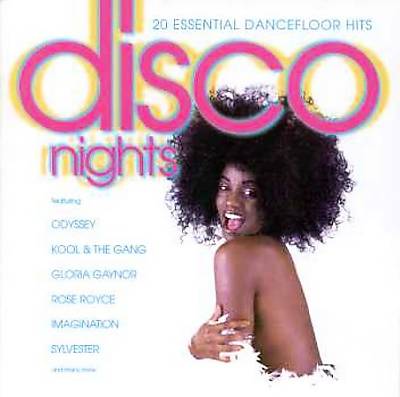 20 ESSENTIAL DANCEFLOOR HITS
disco
nights
featuring
ODYSSEY
KOOL & THE GANG
GLORIA GAYNOR
ROSE ROYCE
IMAGINATION
SYLVESTER
and many more